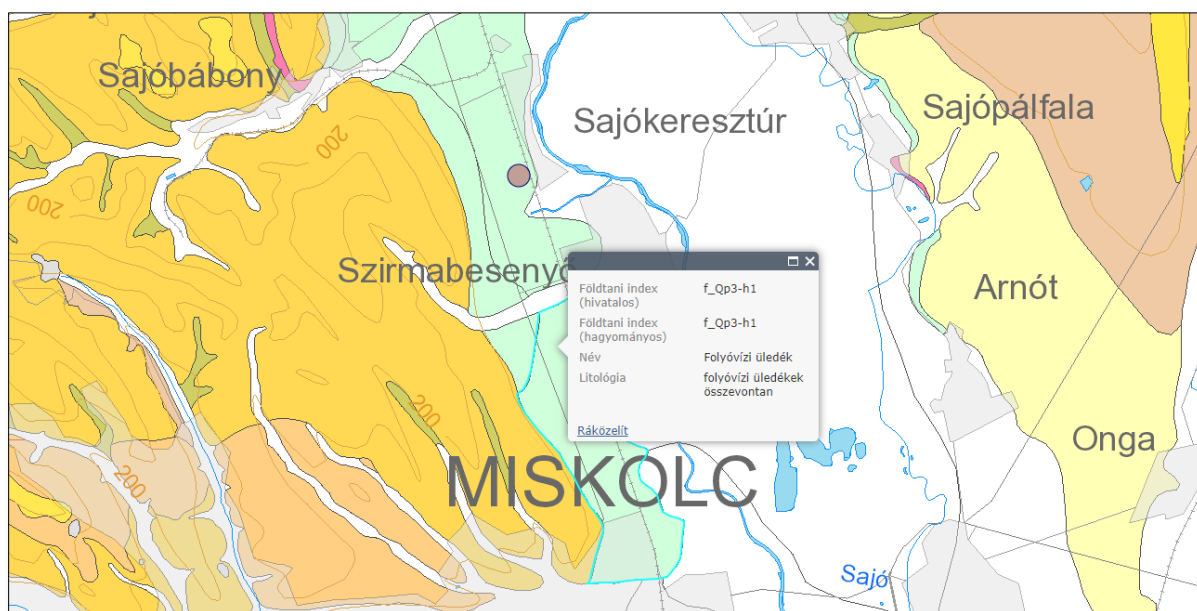 Sajóbábony
Sajókeresztúr
Sajópálfala
200
200
Szirmabesenyő
Arnót
Földtani index
(hivatalos)
f_Qp3-h1
Földtani index
(hagyományos)
f_Qp3-h1
Név
Folyóvízi üledék
Litológia
folyóvízi üledékek
összevontan
Ráközelít
200
200
MISKOLC
Onga
Sajó